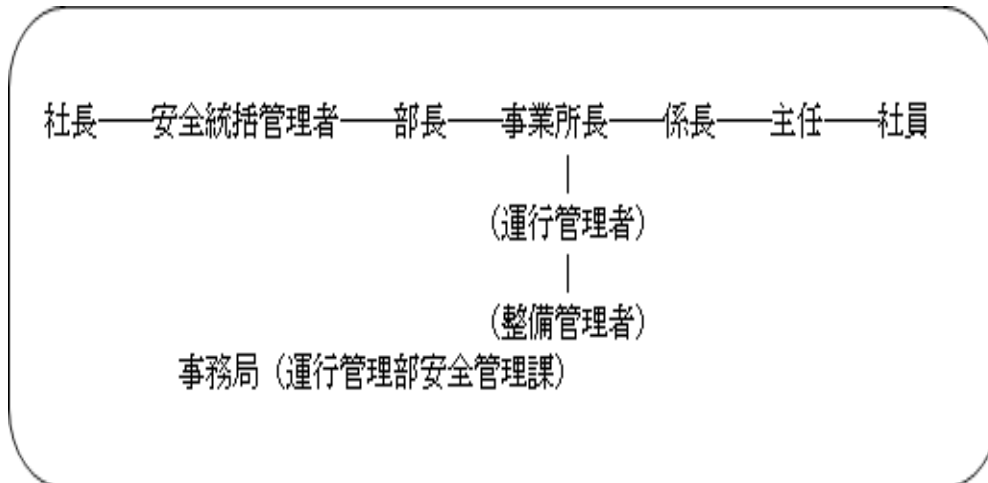 社長――安全統括管理者――部長――事業所長――係長――主任――社員
(運行管理者)
(整備管理者)
事務局(運行管理部安全管理課)